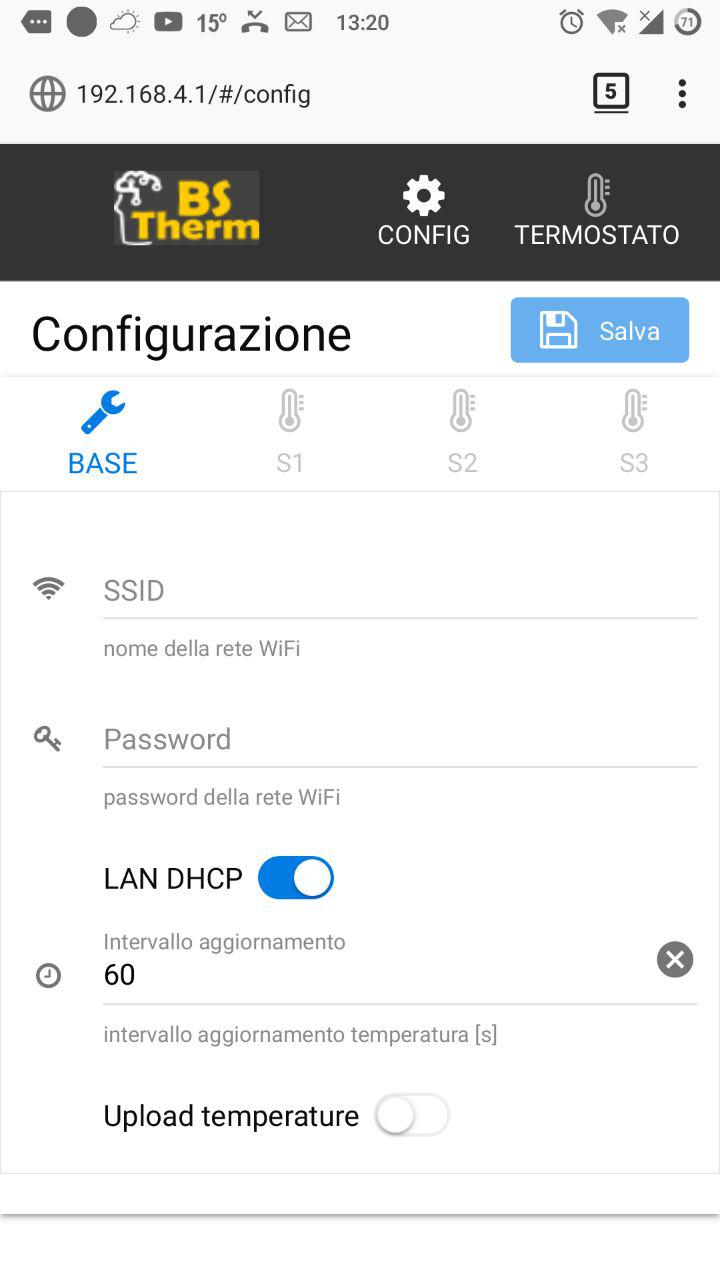 15º 13:20 71
192.168.4.1/#/config 5
BS
Therm
CONFIG TERMOSTATO
Configurazione Salva
BASE S1 S2 S3
SSID
nome della rete WiFi
Password
password della rete WiFi
LAN DHCP
Intervallo aggiornamento
60
intervallo aggiornamento temperatura [s]
Upload temperature